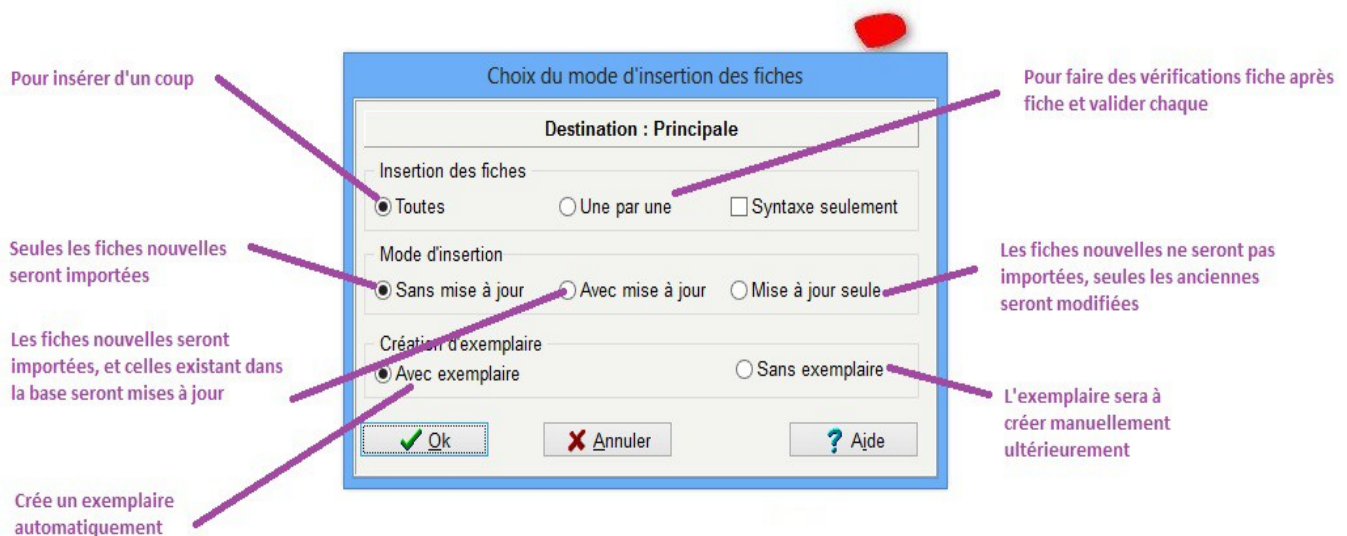 Choix du mode d'insertion des fiches
Pour insérer d'un coup
Pour faire des vérifications fiche après
fiche et valider chaque
Destination : Principale
Insertion des fiches
Toutes
Une par une
Syntaxe seulement
Seules les fiches nouvelles
seront importées
Mode d'insertion
Sans mise à jour
Avec mise à jour
Mise à jour seule
Les fiches nouvelles ne seront pas
importées, seules les anciennes
seront modifiées
Les fiches nouvelles seront
importées, et celles existant dans
la base seront mises à jour
Création d'exemplaire
Avec exemplaire
Sans exemplaire
L'exemplaire sera à
créer manuellement
ultérieurement
Ok
Annuler
Aide
Crée un exemplaire
automatiquement